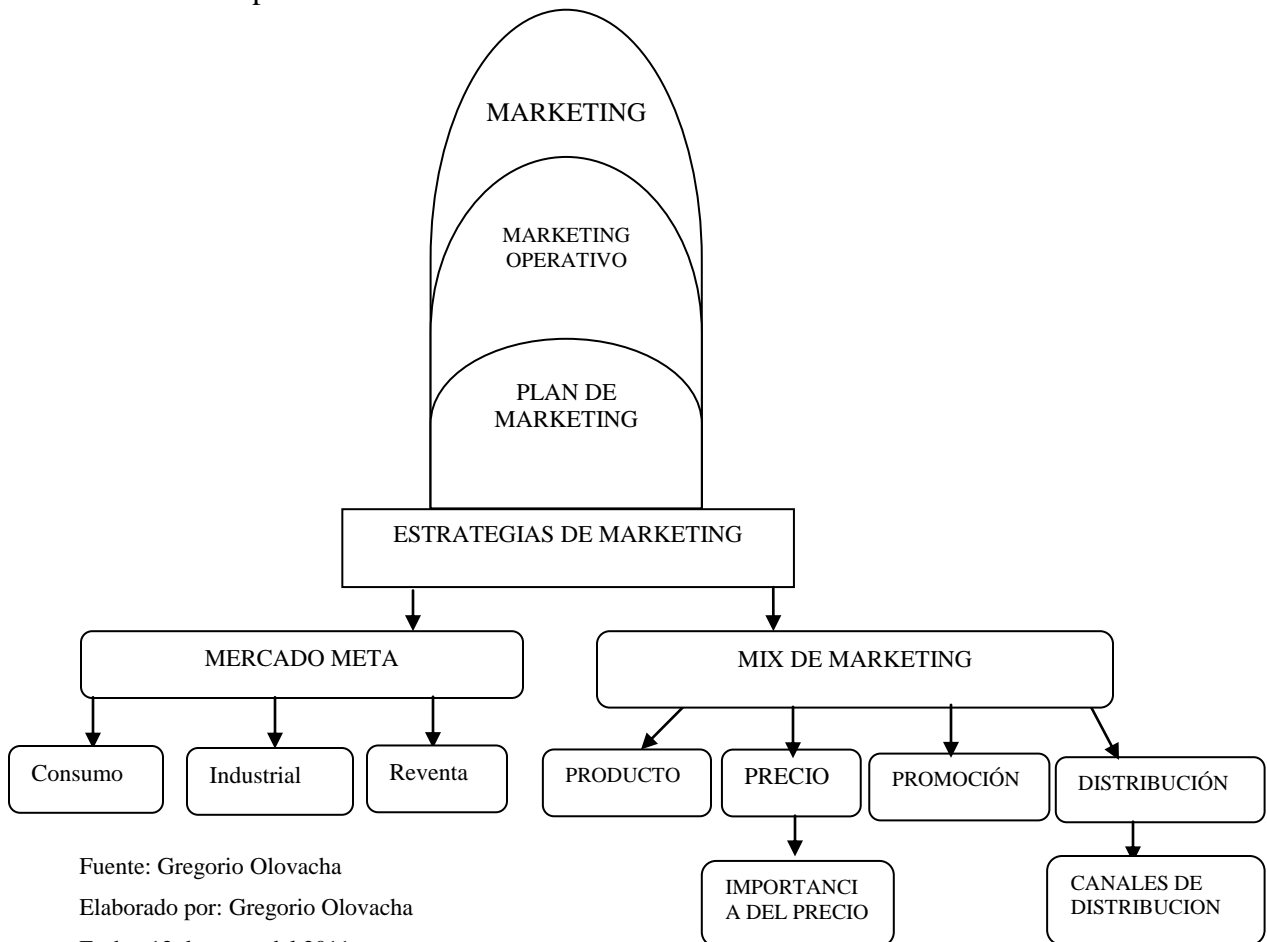 MARKETING
MARKETING
OPERATIVO
PLAN DE
MARKETING
ESTRATEGIAS DE MARKETING
MERCADO META
MIX DE MARKETING
Consumo
Industrial
Reventa
PRODUCTO
PRECIO
PROMOCIÓN
DISTRIBUCIÓN
IMPORTANCI
A DEL PRECIO
CANALES DE
DISTRIBUCION
Fuente: Gregorio Olovacha
Elaborado por: Gregorio Olovacha